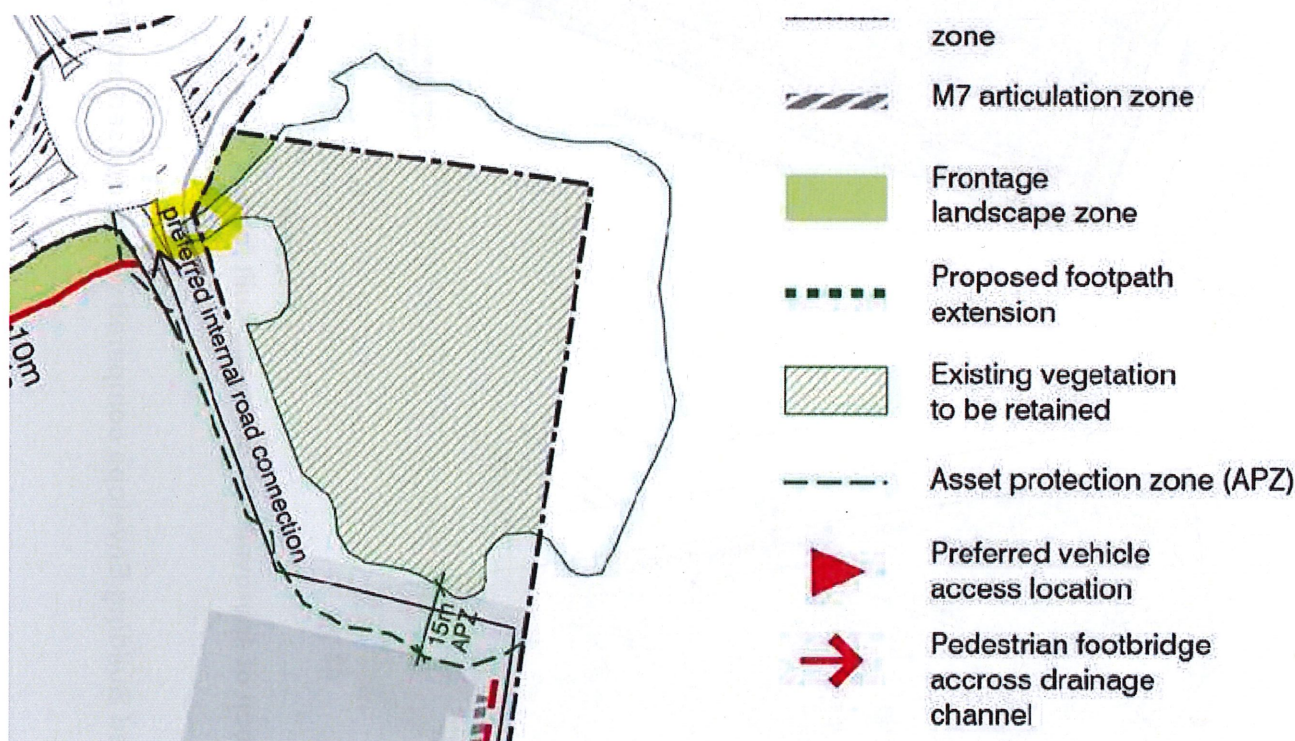 preferred internal road connection
10m
15m
APZ
zone
M7 articulation zone
Frontage
landscape zone
Proposed footpath
extension
Existing vegetation
to be retained
Asset protection zone (APZ)
Preferred vehicle
access location
Pedestrian footbridge
accross drainage
channel